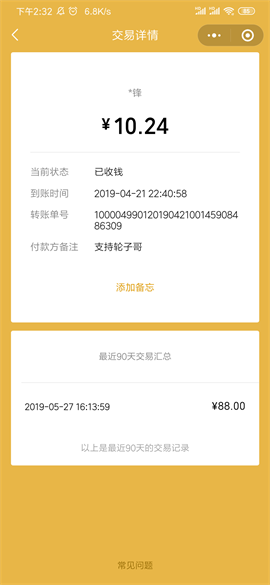 下午2:32 6.8K/s
交易详情
*锋
¥10.24
当前状态 已收钱
到账时间 2019-04-21 22:40:58
转账单号 100004990120190421001459084
86309
付款方备注 支持轮子哥
添加备忘
最近90天交易汇总
2019-05-27 16:13:59 ¥88.00
以上是最近90天的交易记录
常见问题